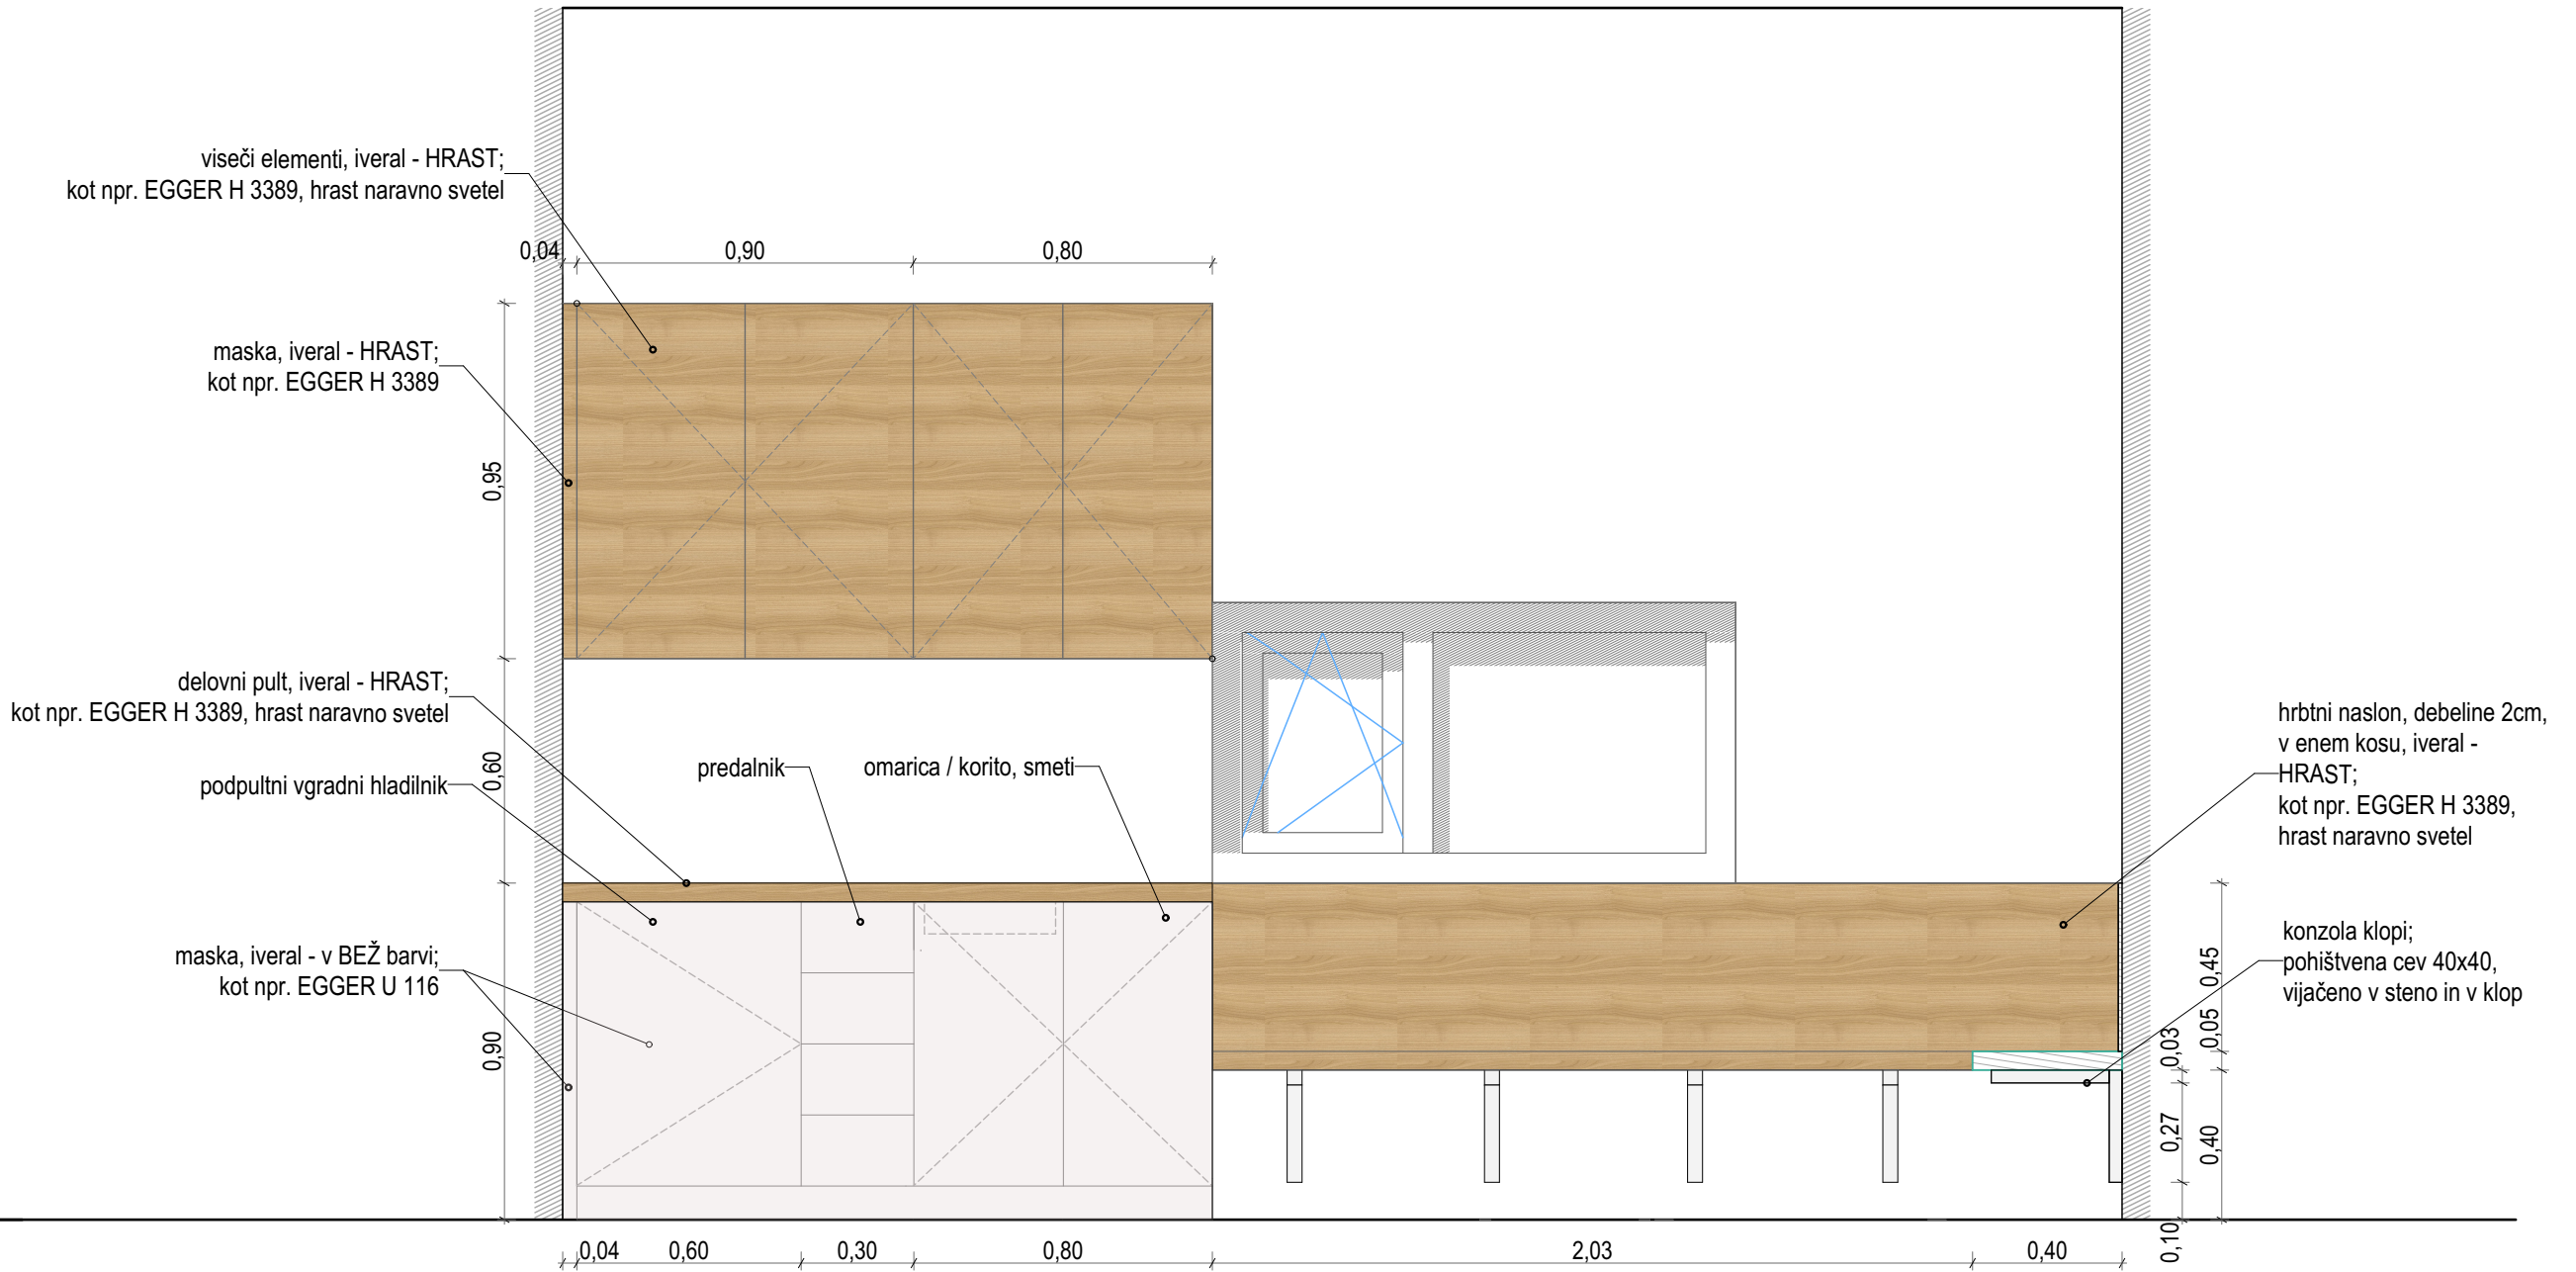 viseči elementi, iveral - HRAST;
kot npr. EGGER H 3389, hrast naravno svetel
0,04
0,90
0,80
maska, iveral - HRAST;
kot npr. EGGER H 3389
0,95
delovni pult, iveral - HRAST;
kot npr. EGGER H 3389, hrast naravno svetel
0,60
podpultni vgradni hladilnik
predalnik
omarica / korito, smeti
hrbtni naslon, debeline 2cm,
v enem kosu, iveral -
HRAST;
kot npr. EGGER H 3389,
hrast naravno svetel
maska, iveral - v BEŽ barvi;
kot npr. EGGER U 116
0,90
konzola klopi;
pohištvena cev 40x40,
vijačeno v steno in v klop
0,45
0,05
0,03
0,27
0,40
0,10
0,04
0,60
0,30
0,80
2,03
0,40